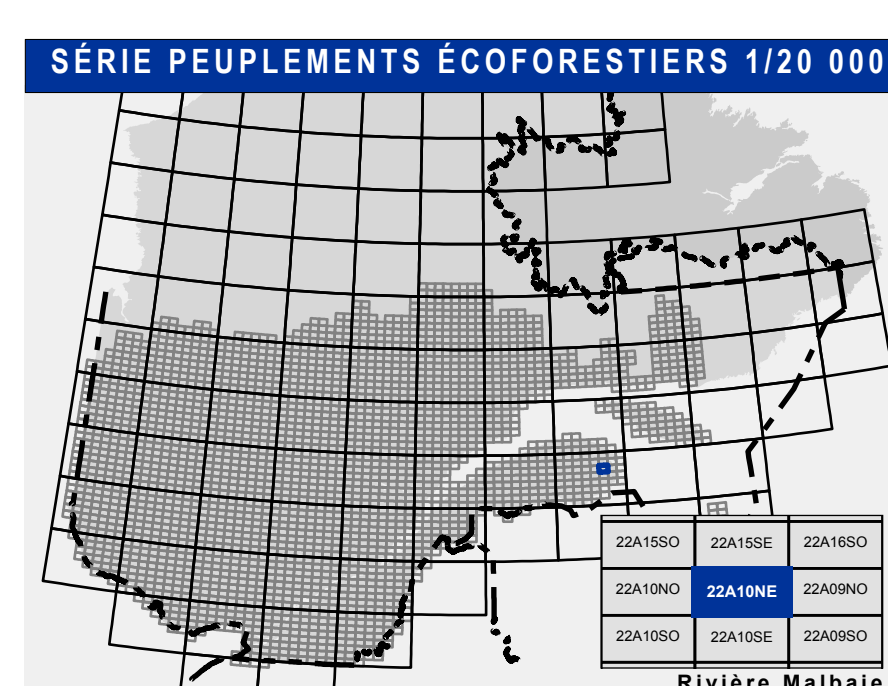 SÉRIE PEUPLEMENTS ÉCOFORESTIERS 1/20 000
22A15SO 22A15SE 22A16SO
22A10NO 22A10NE 22A09NO
22A10SO 22A10SE 22A09SO
Rivière Malbaie